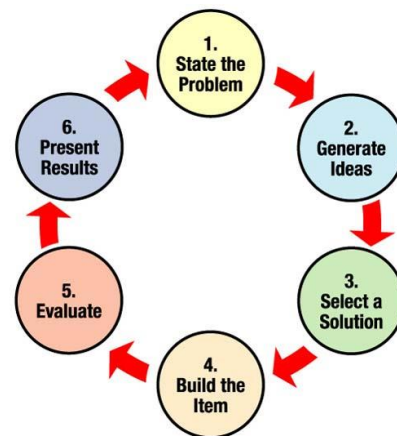 1.
State the
Problem
2.
Generate
Ideas
3.
Select a
Solution
4.
Build the
Item
5.
Evaluate
6.
Present
Results